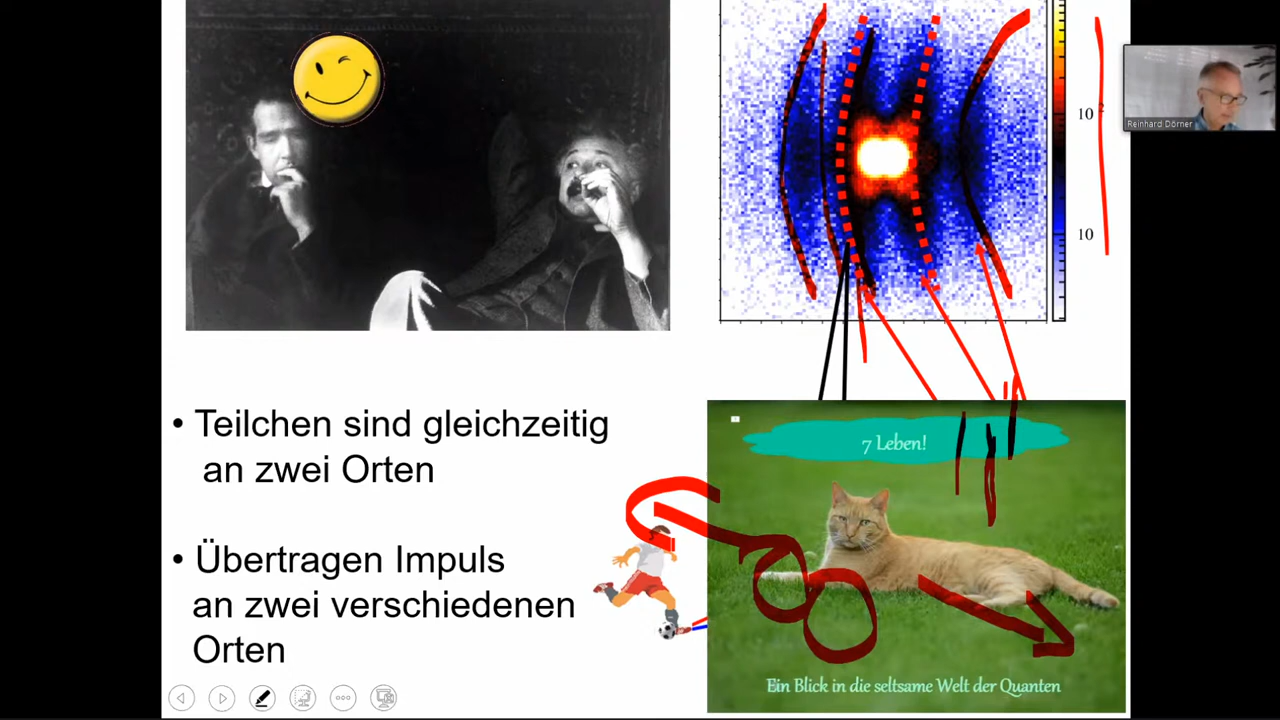 10²
Reinhard Dörner
10
• Teilchen sind gleichzeitig
an zwei Orten
7 Leben!
• Übertragen Impuls
an zwei verschiedenen
Orten
Ein Blick in die seltsame Welt der Quanten